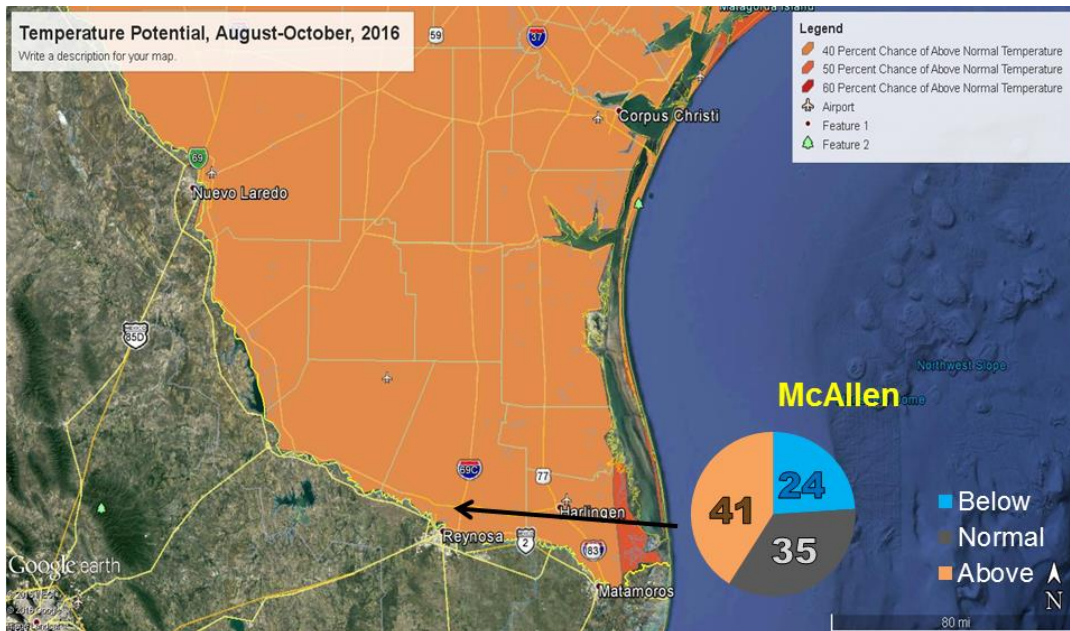 Temperature Potential, August-October, 2016
Write a description for your map.
Legend
40 Percent Chance of Above Normal Temperature
50 Percent Chance of Above Normal Temperature
60 Percent Chance of Above Normal Temperature
Airport
Feature 1
Feature 2
Matagorda Island
59
37
Corpus Christi
69
Nuevo Laredo
85D
Northwest Slope
McAllen
69C
77
Harlingen
Reynosa
2
83
Matamoros
24
41
35
Below
Normal
Above
Google earth
N
80 mi